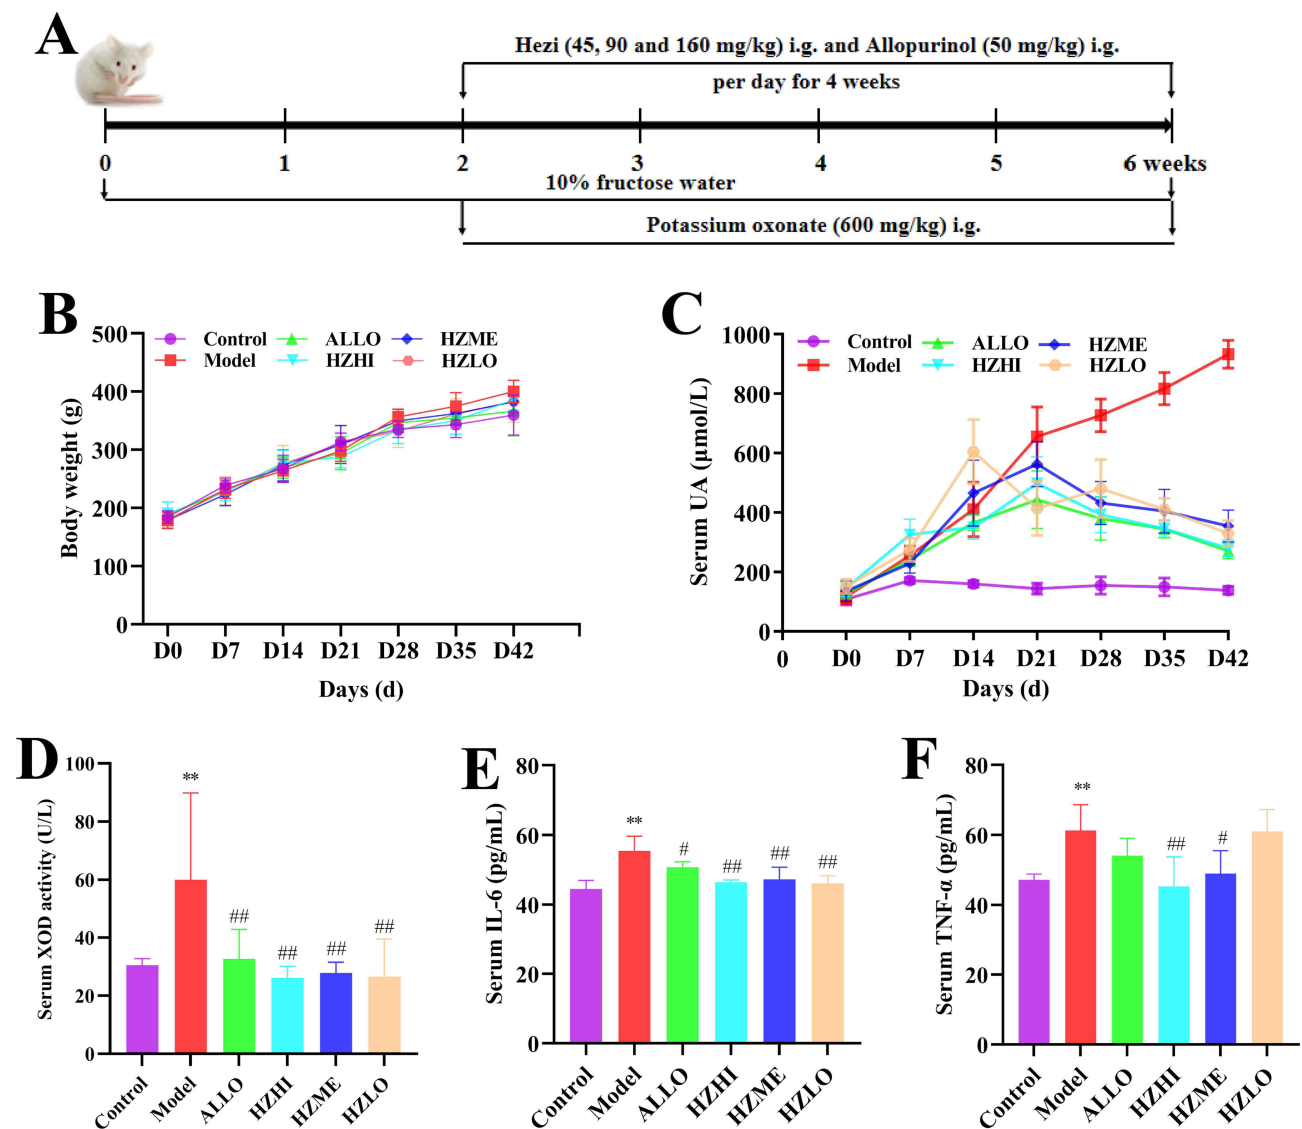 A
Hezi (45, 90 and 160 mg/kg) i.g. and Allopurinol (50 mg/kg) i.g.
per day for 4 weeks
0 1 2 3 4 5 6 weeks
10% fructose water
Potassium oxonate (600 mg/kg) i.g.
B
Control ALLO HZME
Model HZHI HZLO
Body weight (g)
500
400
300
200
100
0
D0 D7 D14 D21 D28 D35 D42
Days (d)
C
Control ALLO HZME
Model HZHI HZLO
Serum UA (μmol/L)
1000
800
600
400
200
0
0 D0 D7 D14 D21 D28 D35 D42
Days (d)
D
Serum XOD activity (U/L)
100
80
60
40
20
0
** ## ## ## ##
Control Model ALLO HZHI HZME HZLO
E
Serum IL-6 (pg/mL)
80
60
40
20
0
** # ## ## ##
Control Model ALLO HZHI HZME HZLO
F
Serum TNF-α (pg/mL)
80
60
40
20
0
** ## #
Control Model ALLO HZHI HZME HZLO